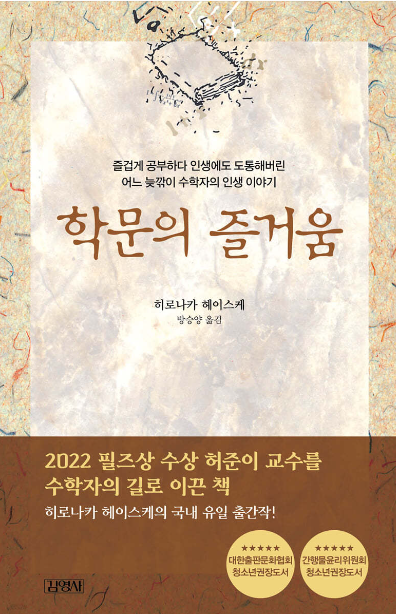 즐겁게 공부하다 인생에도 도통해버린
어느 늦깎이 수학자의 인생 이야기
학문의 즐거움
히로나카 헤이스케
방승양 옮김
2022 필즈상 수상 허준이 교수를
수학자의 길로 이끈 책
히로나카 헤이스케의 국내 유일 출간작!
★★★★★
대한출판문화협회
청소년권장도서
★★★★★
간행물윤리위원회
청소년권장도서
김영사